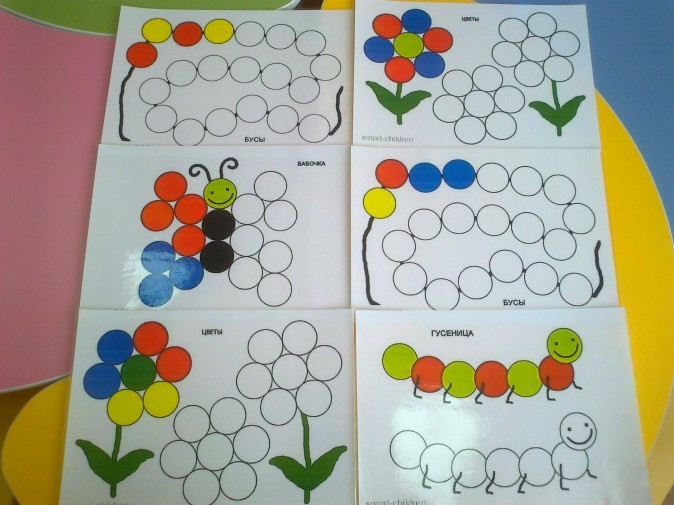 БУСЫ
ЦВЕТЫ
smart-children
БАБОЧКА
БУСЫ
ЦВЕТЫ
ГУСЕНИЦА
smart-children